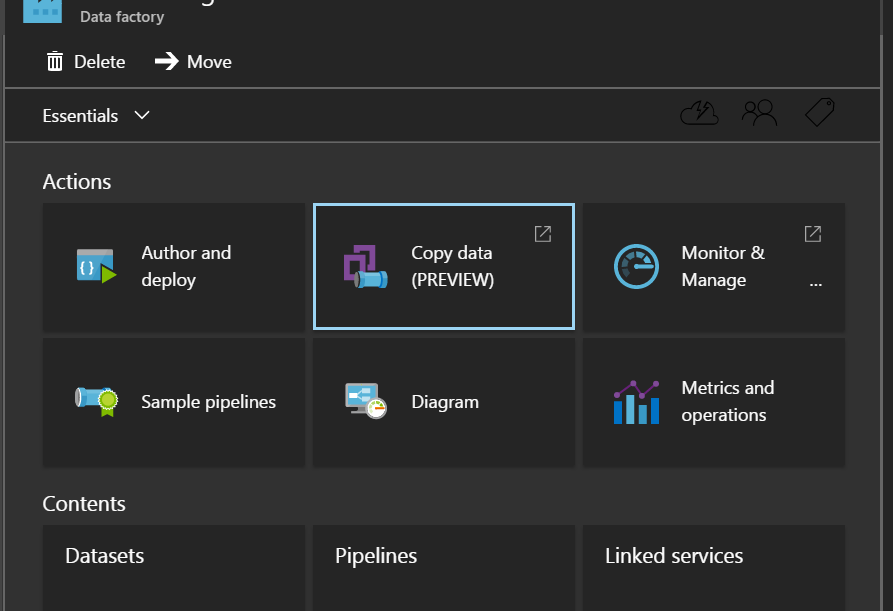 Data factory
Delete
Move
Essentials
Actions
Author and
deploy
Copy data
(PREVIEW)
Monitor &
Manage
...
Sample pipelines
Diagram
Metrics and
operations
Contents
Datasets
Pipelines
Linked services